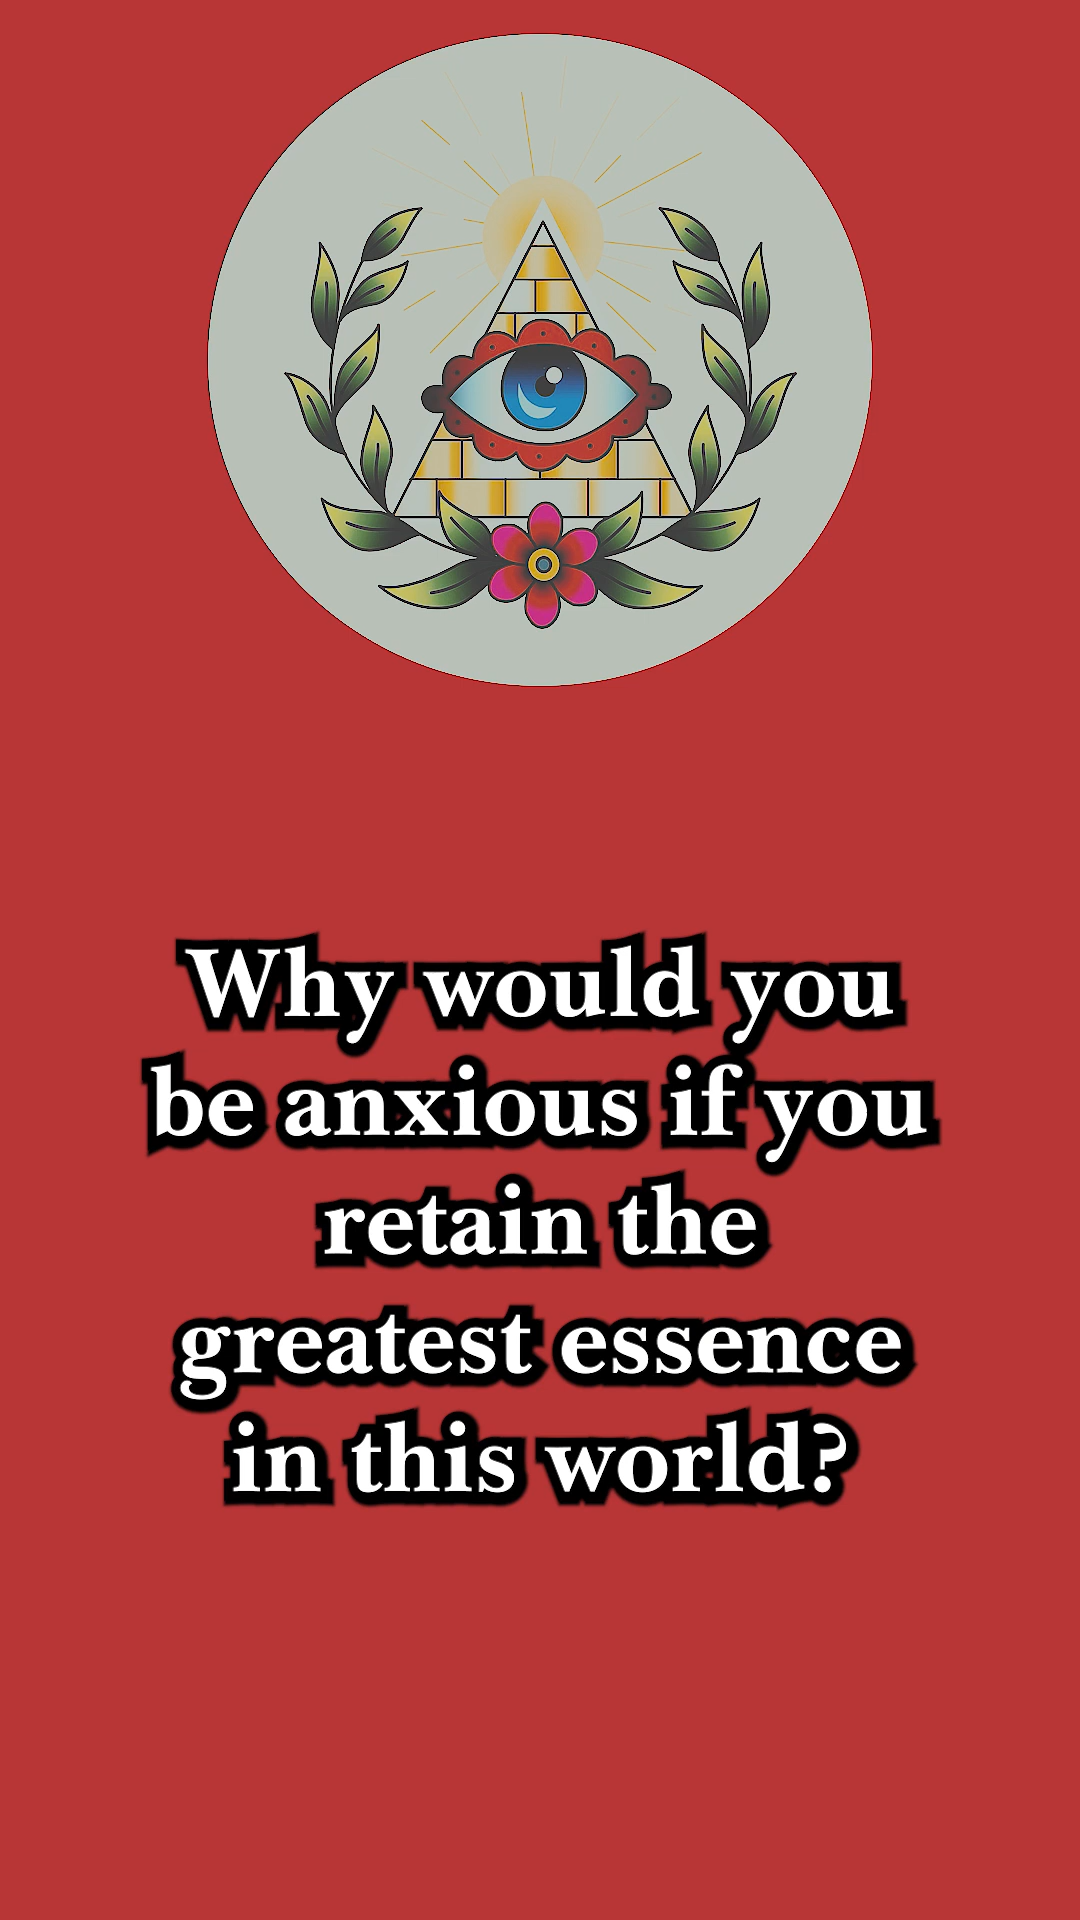 Why would you
be anxious if you
retain the
greatest essence
in this world?